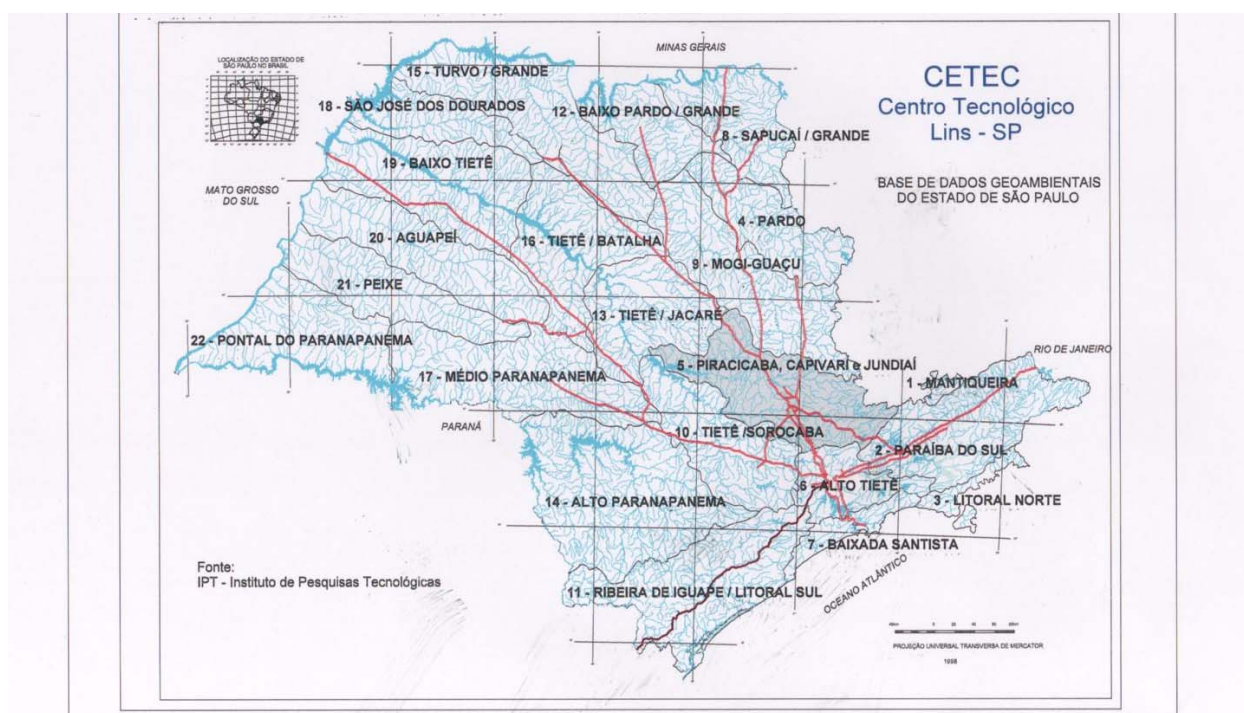 LOCALIZAÇÃO DO ESTADO DE
SÃO PAULO NO BRASIL
MINAS GERAIS
CETEC
Centro Tecnológico
Lins - SP
BASE DE DADOS GEOAMBIENTAIS
DO ESTADO DE SÃO PAULO
15 - TURVO / GRANDE
18 - SÃO JOSÉ DOS DOURADOS
12 - BAIXO PARDO / GRANDE
8 - SAPUCAÍ / GRANDE
19 - BAIXO TIETÊ
MATO GROSSO
DO SUL
4 - PARDO
20 - AGUAPEÍ
16 - TIETÊ / BATALHA
9 - MOGI-GUAÇU
21 - PEIXE
13 - TIETÊ / JACARÉ
22 - PONTAL DO PARANAPANEMA
RIO DE JANEIRO
5 - PIRACICABA, CAPIVARI e JUNDIAÍ
17 - MÉDIO PARANAPANEMA
1 - MANTIQUEIRA
PARANÁ
10 - TIETÊ /SOROCABA
2 - PARAÍBA DO SUL
6 - ALTO TIETÊ
14 - ALTO PARANAPANEMA
3 - LITORAL NORTE
7 - BAIXADA SANTISTA
OCEANO ATLÂNTICO
Fonte:
IPT - Instituto de Pesquisas Tecnológicas
11 - RIBEIRA DE IGUAPE / LITORAL SUL
PROJEÇÃO UNIVERSAL TRANSVERSA DE MERCATOR
1998